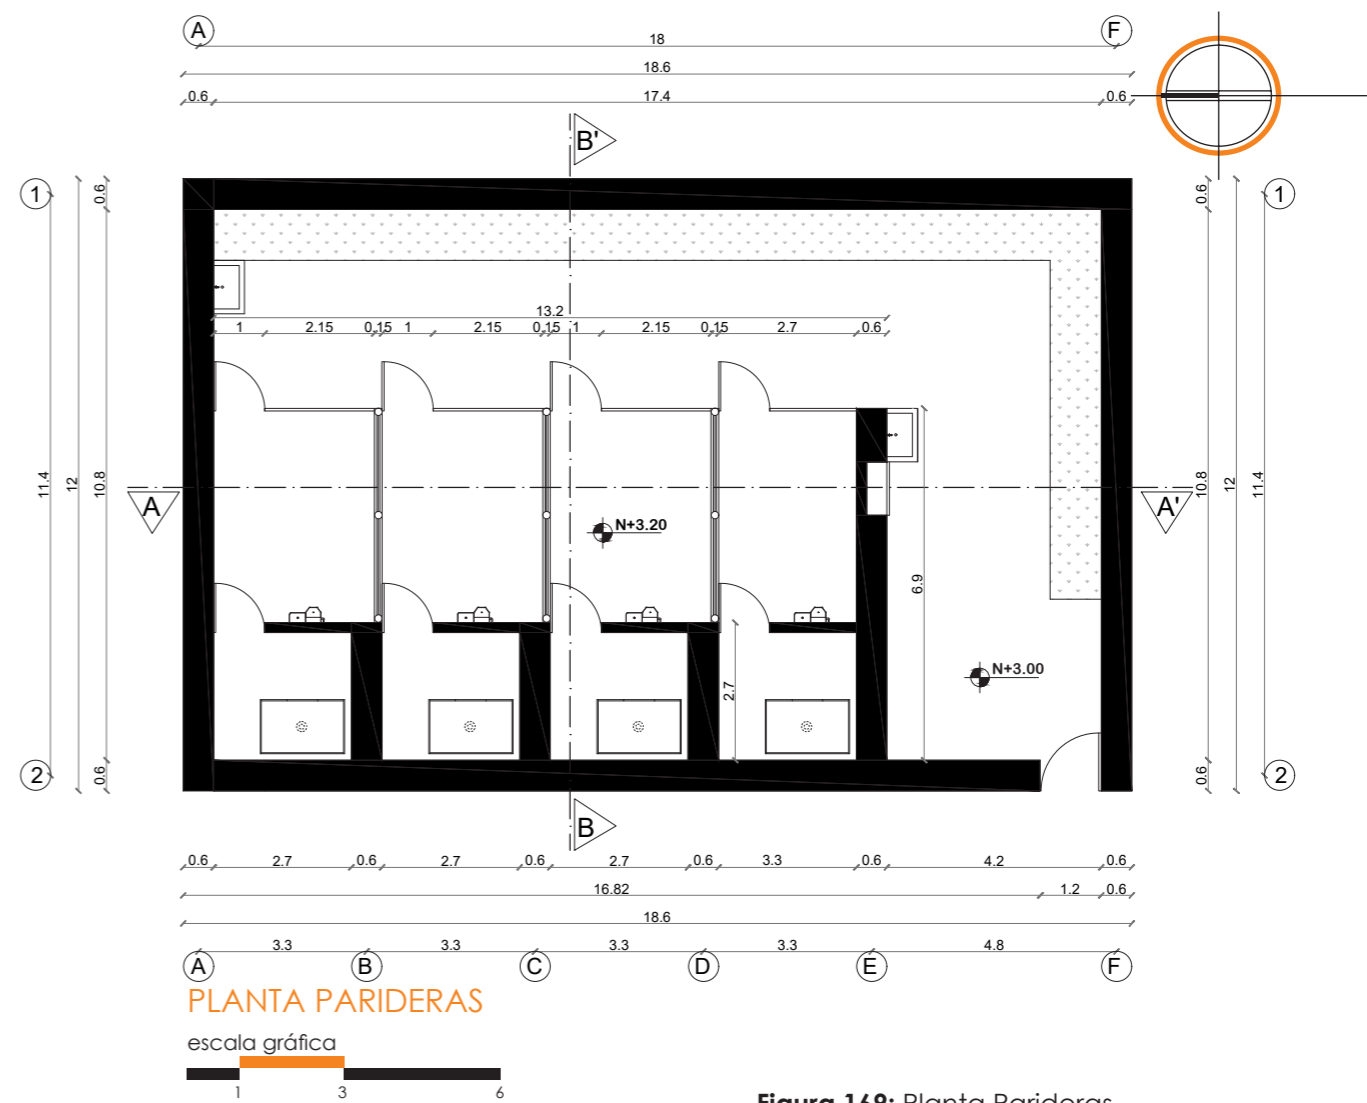 A F
18
18.6
0.6 17.4 0.6
B'
1 1
0.6 0.6
13.2
1 2.15 0.15 1 2.15 0.15 1 2.15 0.15 2.7 0.6
11.4 12 10.8 10.8 12 11.4
A A'
N+3.20
6.9
N+3.00
2.7
2 2
0.6 0.6
B
0.6 2.7 0.6 2.7 0.6 2.7 0.6 3.3 0.6 4.2 0.6
16.82 1.2 0.6
18.6
3.3 3.3 3.3 3.3 4.8
A B C D E F
PLANTA PARIDERAS
escala gráfica
1 3 6
Figura 169: Planta Parideras